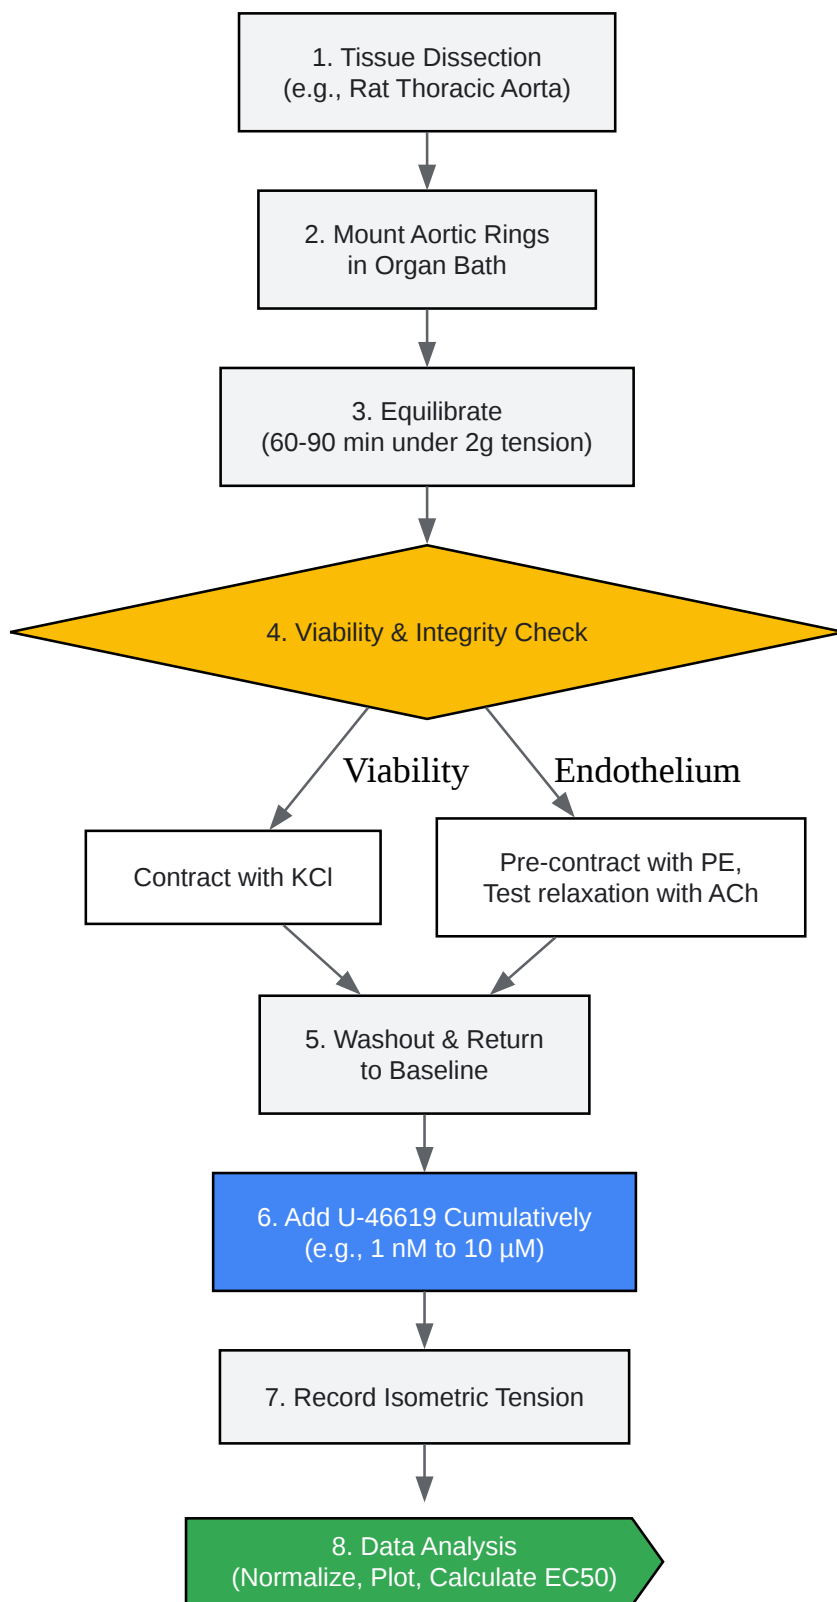 1. Tissue Dissection
(e.g., Rat Thoracic Aorta)
2. Mount Aortic Rings
in Organ Bath
3. Equilibrate
(60-90 min under 2g tension)
4. Viability & Integrity Check
Viability
Endothelium
Contract with KCl
Pre-contract with PE,
Test relaxation with ACh
5. Washout & Return
to Baseline
6. Add U-46619 Cumulatively
(e.g., 1 nM to 10 µM)
7. Record Isometric Tension
8. Data Analysis
(Normalize, Plot, Calculate EC50)